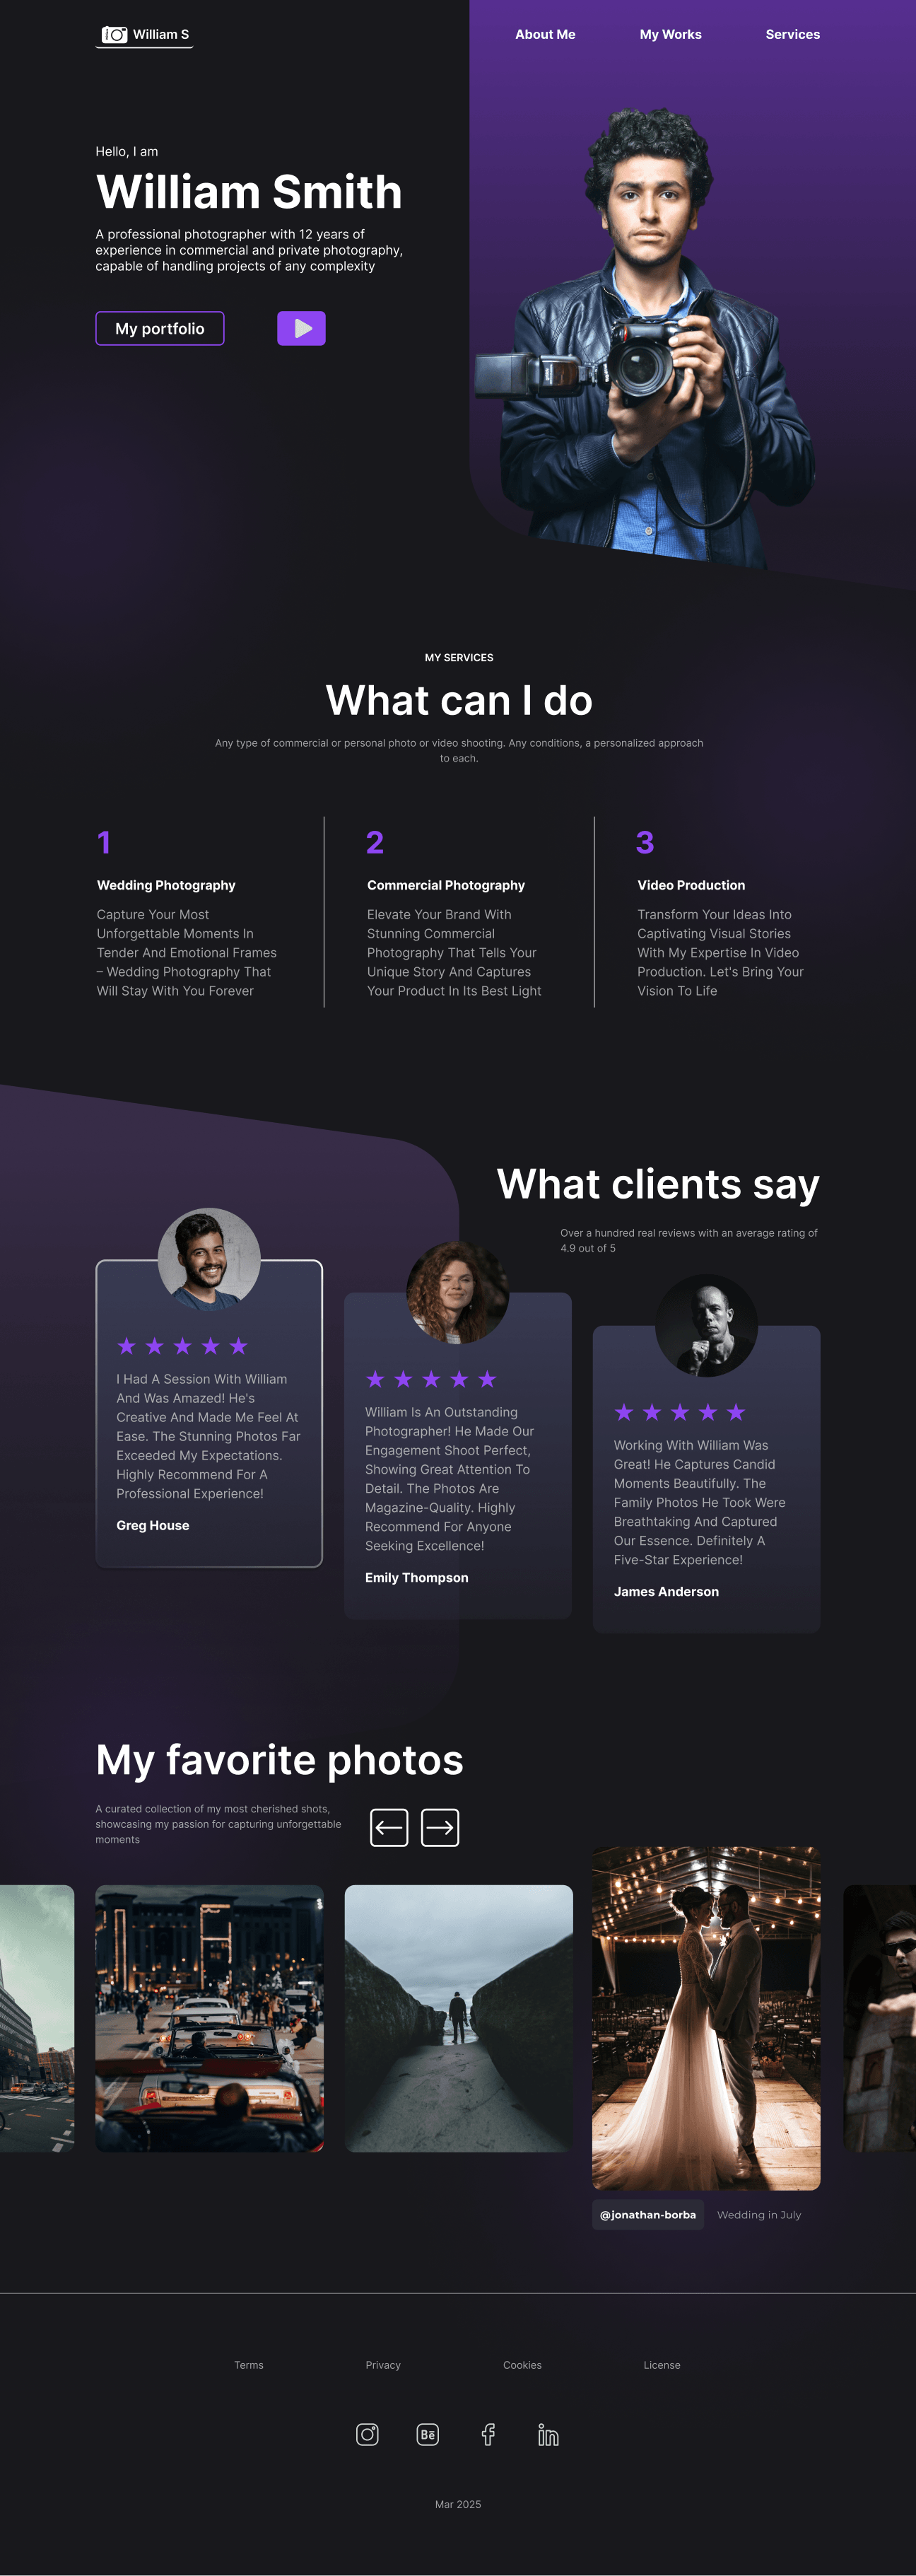 William S
About Me
My Works
Services
Hello, I am
William Smith
A professional photographer with 12 years of
experience in commercial and private photography,
capable of handling projects of any complexity
My portfolio
MY SERVICES
What can I do
Any type of commercial or personal photo or video shooting. Any conditions, a personalized approach
to each.
1
Wedding Photography
Capture Your Most
Unforgettable Moments In
Tender And Emotional Frames
– Wedding Photography That
Will Stay With You Forever
2
Commercial Photography
Elevate Your Brand With
Stunning Commercial
Photography That Tells Your
Unique Story And Captures
Your Product In Its Best Light
3
Video Production
Transform Your Ideas Into
Captivating Visual Stories
With My Expertise In Video
Production. Let's Bring Your
Vision To Life
What clients say
Over a hundred real reviews with an average rating of
4.9 out of 5
I Had A Session With William
And Was Amazed! He's
Creative And Made Me Feel At
Ease. The Stunning Photos Far
Exceeded My Expectations.
Highly Recommend For A
Professional Experience!
Greg House
William Is An Outstanding
Photographer! He Made Our
Engagement Shoot Perfect,
Showing Great Attention To
Detail. The Photos Are
Magazine-Quality. Highly
Recommend For Anyone
Seeking Excellence!
Emily Thompson
Working With William Was
Great! He Captures Candid
Moments Beautifully. The
Family Photos He Took Were
Breathtaking And Captured
Our Essence. Definitely A
Five-Star Experience!
James Anderson
My favorite photos
A curated collection of my most cherished shots,
showcasing my passion for capturing unforgettable
moments
@jonathan-borba
Wedding in July
Terms
Privacy
Cookies
License
Bē
in
Mar 2025